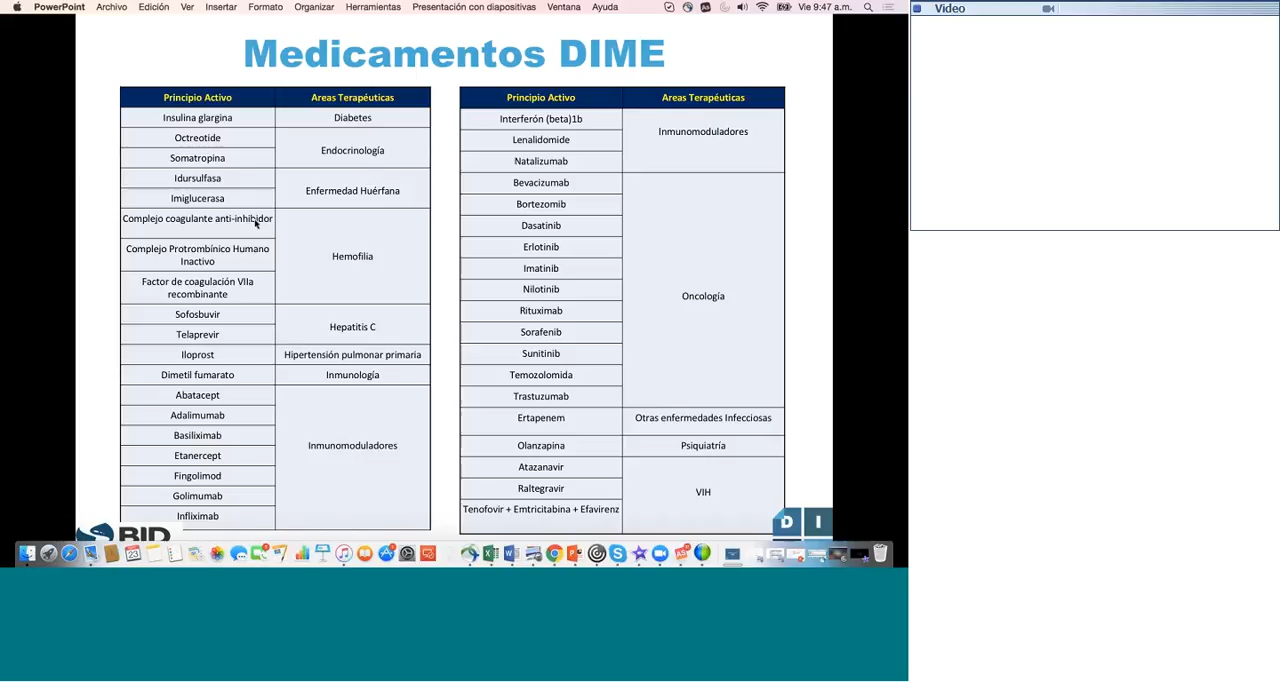 PowerPoint Archivo Edición Ver Insertar Formato Organizar Herramientas Presentación con diapositivas Ventana Ayuda Vie 9:47 a.m.
Video
Medicamentos DIME
Principio Activo Areas Terapéuticas
Insulina glargina Diabetes
Octreotide
Endocrinología
Somatropina
Idursulfasa
Enfermedad Huérfana
Imiglucerasa
Complejo coagulante anti-inhibidor
Complejo Protrombínico Humano
Inactivo
Hemofilia
Factor de coagulación VIIa
recombinante
Sofosbuvir
Hepatitis C
Telaprevir
Iloprost Hipertensión pulmonar primaria
Dimetil fumarato Inmunología
Abatacept
Adalimumab
Basiliximab
Inmunomoduladores
Etanercept
Fingolimod
Golimumab
Infliximab
Principio Activo Areas Terapéuticas
Interferón (beta)1b
Inmunomoduladores
Lenalidomide
Natalizumab
Bevacizumab
Bortezomib
Dasatinib
Erlotinib
Imatinib
Nilotinib
Oncología
Rituximab
Sorafenib
Sunitinib
Temozolomida
Trastuzumab
Ertapenem Otras enfermedades Infecciosas
Olanzapina Psiquiatría
Atazanavir
Raltegravir
VIH
Tenofovir + Emtricitabina + Efavirenz
BID
D I